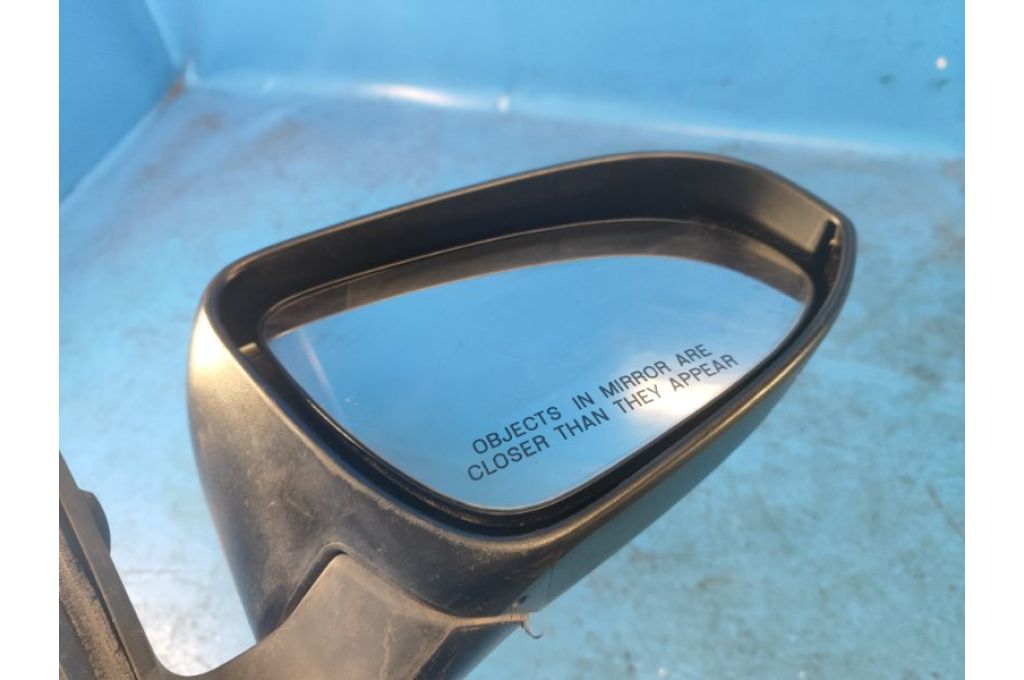 OBJECTS IN MIRROR ARE
CLOSER THAN THEY APPEAR